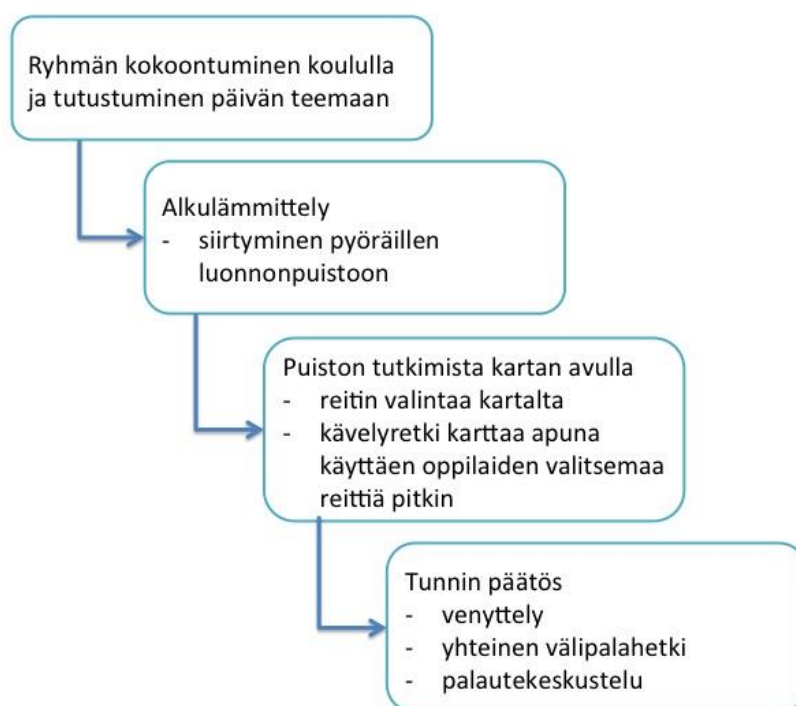 Ryhmän kokoontuminen koululla
ja tutustuminen päivän teemaan
Alkulämmittely
- siirtyminen pyöräillen
luonnonpuistoon
Puiston tutkimista kartan avulla
- reitin valintaa kartalta
- kävelyretki karttaa apuna
käyttäen oppilaiden valitsemaa
reittiä pitkin
Tunnin päätös
- venyttely
- yhteinen välipalahetki
- palautekeskustelu